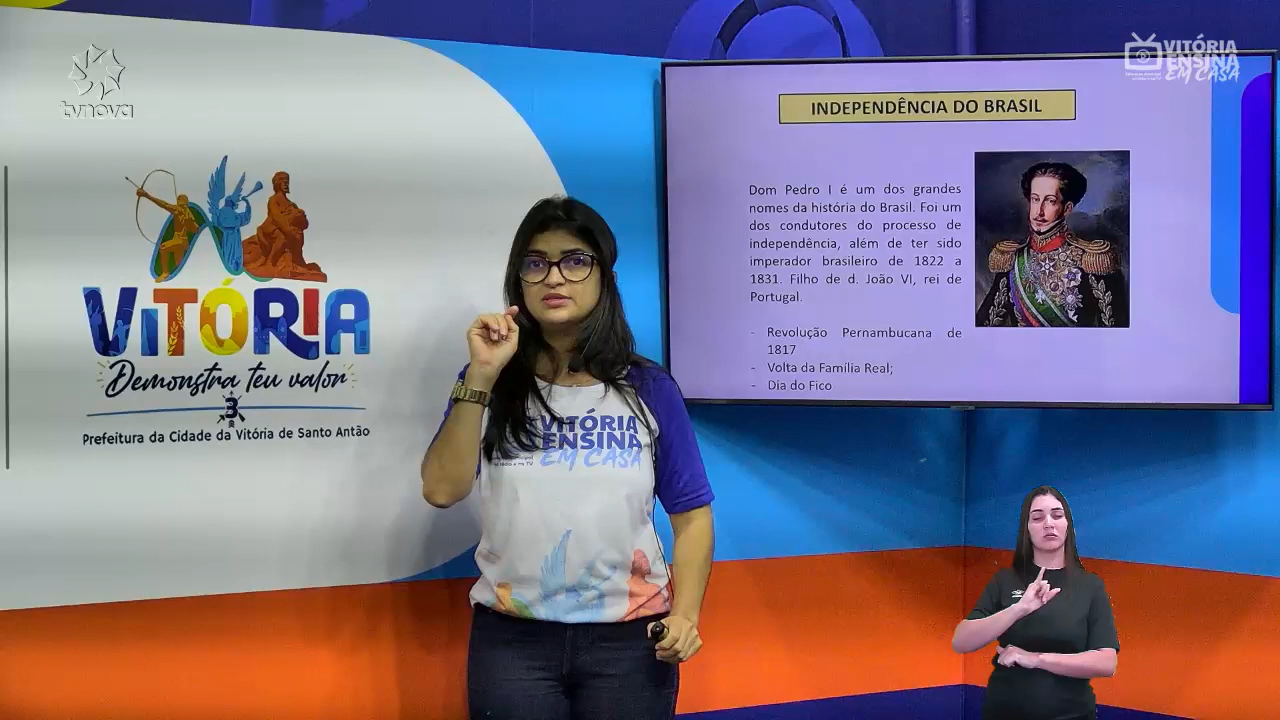 tvnova
VITÓRIA
Demonstra teu valor
3
Prefeitura da Cidade da Vitória de Santo Antão
VITÓRIA
ENSINA
EM CASA
VITÓRIA
ENSINA
EM CASA
INDEPENDÊNCIA DO BRASIL
Dom Pedro I é um dos grandes
nomes da história do Brasil. Foi um
dos condutores do processo de
independência, além de ter sido
imperador brasileiro de 1822 a
1831. Filho de d. João VI, rei de
Portugal.
- Revolução Pernambucana de
1817
- Volta da Família Real;
- Dia do Fico